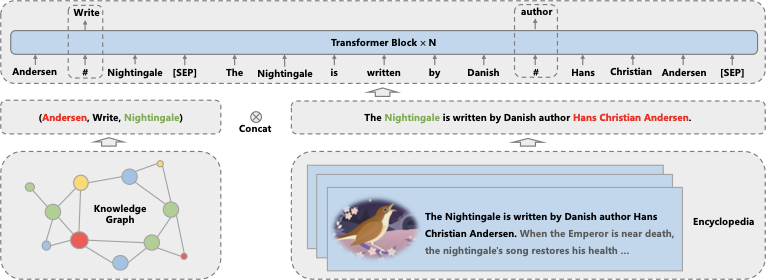 Write
author
Transformer Block × N
Andersen # Nightingale [SEP] The Nightingale is written by Danish # Hans Christian Andersen [SEP]
(Andersen, Write, Nightingale)
Concat
The Nightingale is written by Danish author Hans Christian Andersen.
Knowledge
Graph
The Nightingale is written by Danish author Hans
Christian Andersen. When the Emperor is near death,
the nightingale's song restores his health ...
Encyclopedia